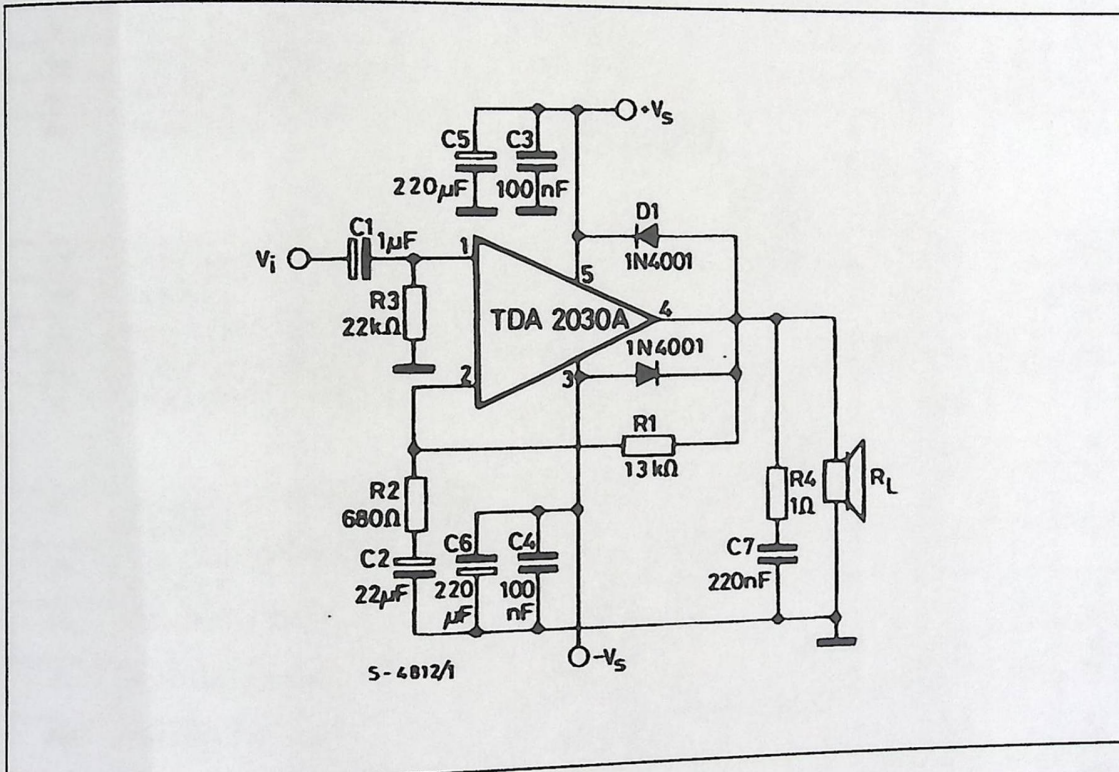 +Vs
C5
C3
220µF
100nF
D1
1N4001
C1
1µF
Vi
1
5
R3
22kΩ
TDA 2030A
4
1N4001
2
3
R1
13kΩ
R2
680Ω
R4
1Ω
RL
C2
22µF
C6
220
µF
C4
100
nF
C7
220nF
-Vs
S-4812/1